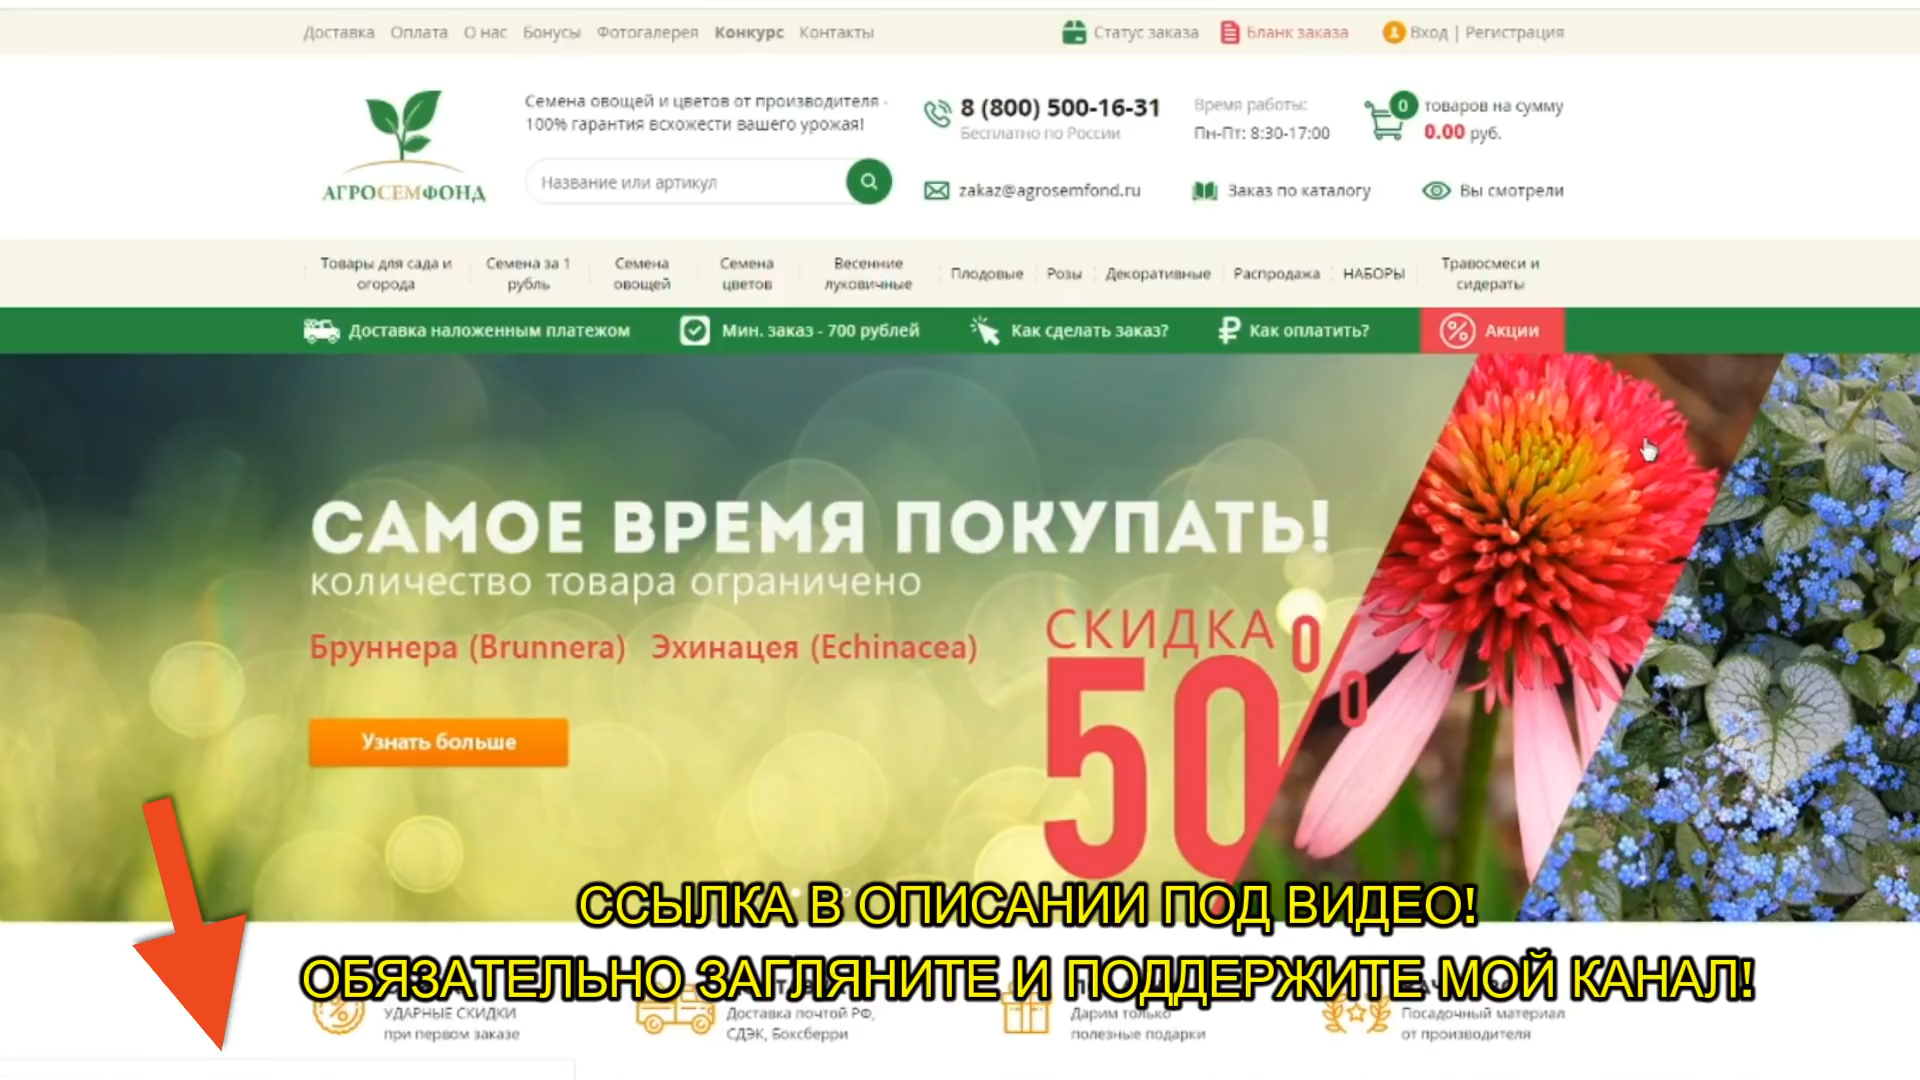 Доставка Оплата О нас Бонусы Фотогалерея Конкурс Контакты
Статус заказа Бланк заказа Вход | Регистрация
АГРОСЕМФОНД
Семена овощей и цветов от производителя -
100% гарантия всхожести вашего урожая!
Название или артикул
8 (800) 500-16-31
Бесплатно по России
Время работы:
Пн-Пт: 8:30-17:00
0 товаров на сумму
0.00 руб.
zakaz@agrosemfond.ru
Заказ по каталогу
Вы смотрели
Товары для сада и
огорода
Семена за 1
рубль
Семена
овощей
Семена
цветов
Весенние
луковичные
Плодовые
Розы
Декоративные
Распродажа
НАБОРЫ
Травосмеси и
сидераты
Доставка наложенным платежом
Мин. заказ - 700 рублей
Как сделать заказ?
Как оплатить?
Акции
САМОЕ ВРЕМЯ ПОКУПАТЬ!
количество товара ограничено
Бруннера (Brunnera) Эхинацея (Echinacea)
СКИДКА
50%
Узнать больше
ССЫЛКА В ОПИСАНИИ ПОД ВИДЕО!
ОБЯЗАТЕЛЬНО ЗАГЛЯНИТЕ И ПОДДЕРЖИТЕ МОЙ КАНАЛ!
УДАРНЫЕ СКИДКИ
при первом заказе
Доставка почтой РФ,
СДЭК, Боксберри
Дарим только
полезные подарки
Посадочный материал
от производителя